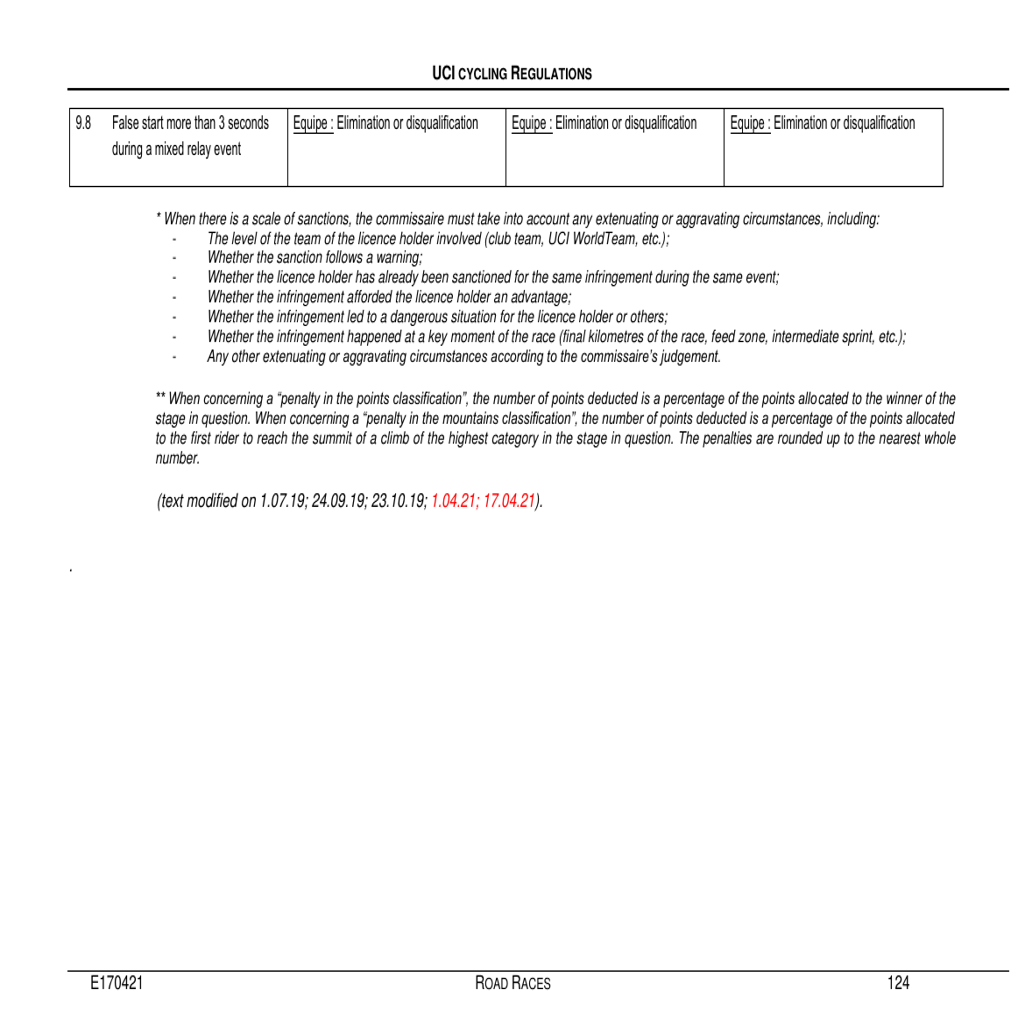 UCI CYCLING REGULATIONS
9.8 False start more than 3 seconds during a mixed relay event
Equipe : Elimination or disqualification
Equipe : Elimination or disqualification
Equipe : Elimination or disqualification
* When there is a scale of sanctions, the commissaire must take into account any extenuating or aggravating circumstances, including:
- The level of the team of the licence holder involved (club team, UCI WorldTeam, etc.);
- Whether the sanction follows a warning;
- Whether the licence holder has already been sanctioned for the same infringement during the same event;
- Whether the infringement afforded the licence holder an advantage;
- Whether the infringement led to a dangerous situation for the licence holder or others;
- Whether the infringement happened at a key moment of the race (final kilometres of the race, feed zone, intermediate sprint, etc.);
- Any other extenuating or aggravating circumstances according to the commissaire's judgement.
** When concerning a “penalty in the points classification”, the number of points deducted is a percentage of the points allocated to the winner of the
stage in question. When concerning a “penalty in the mountains classification”, the number of points deducted is a percentage of the points allocated
to the first rider to reach the summit of a climb of the highest category in the stage in question. The penalties are rounded up to the nearest whole
number.
(text modified on 1.07.19; 24.09.19; 23.10.19; 1.04.21; 17.04.21).
.
E170421 ROAD RACES 124